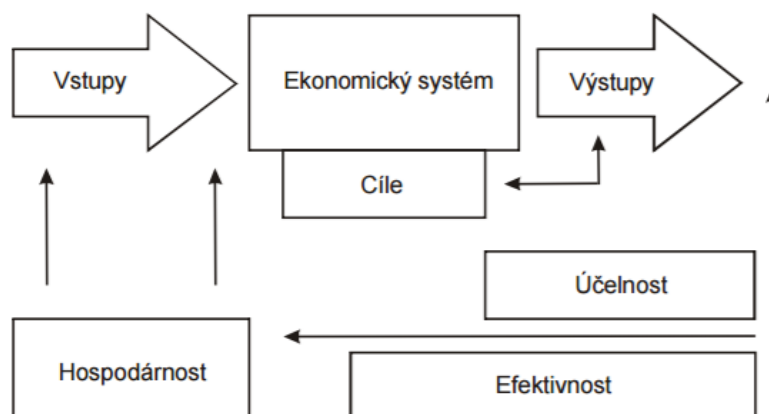 Vstupy
Ekonomický systém
Výstupy
Cíle
Účelnost
Hospodárnost
Efektivnost